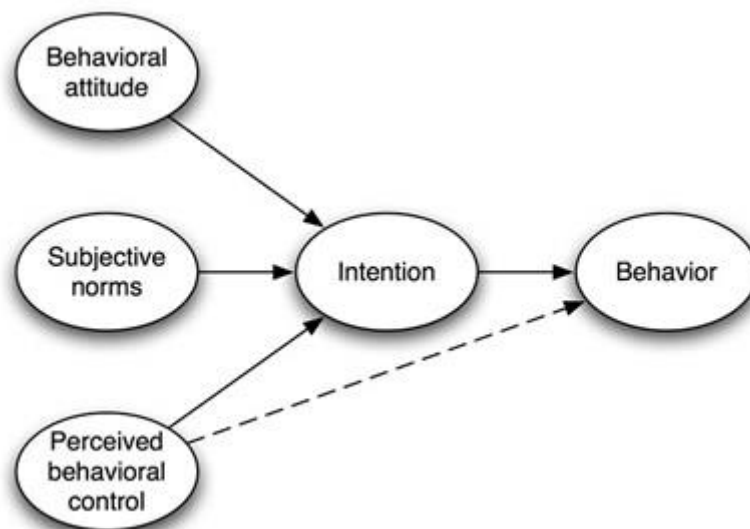 Behavioral
attitude
Subjective
norms
Intention
Behavior
Perceived
behavioral
control